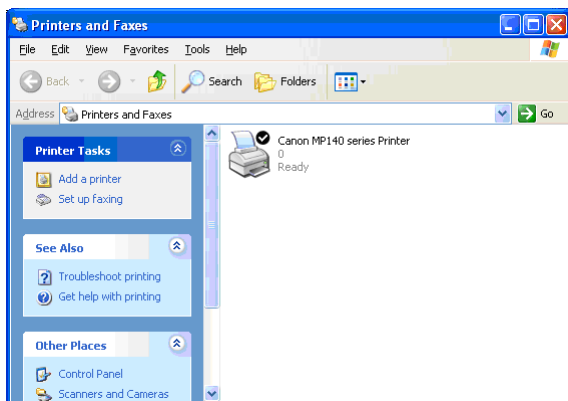 Printers and Faxes
File Edit View Favorites Tools Help
Back Search Folders
Address Printers and Faxes Go
Printer Tasks
Add a printer
Set up faxing
See Also
Troubleshoot printing
Get help with printing
Other Places
Control Panel
Scanners and Cameras
Canon MP140 series Printer
0
Ready